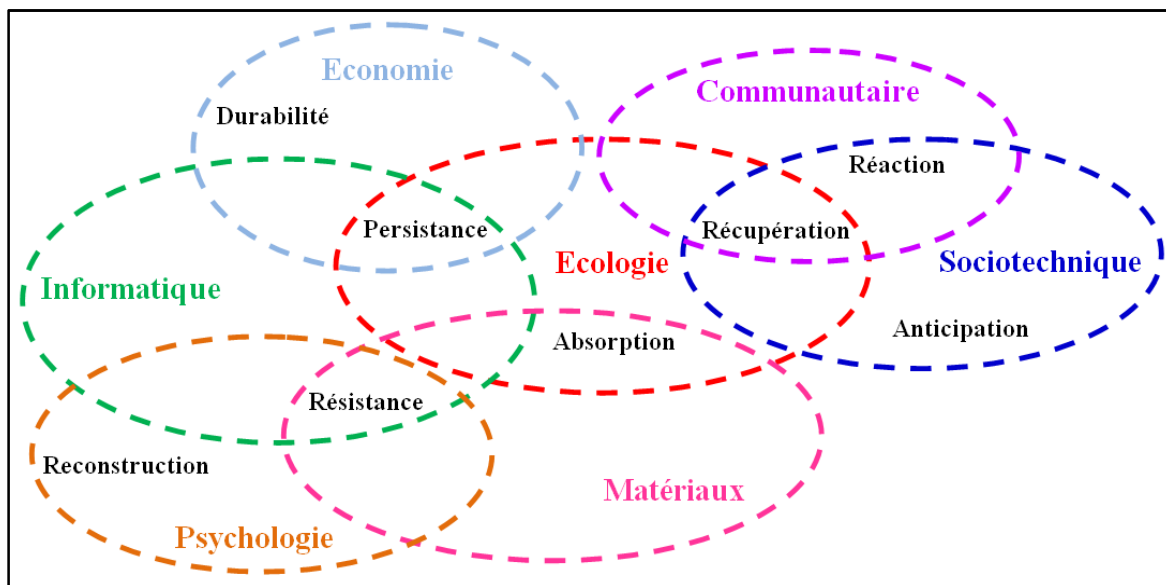 Economie
Communautaire
Durabilité
Réaction
Persistance
Récupération
Ecologie
Sociotechnique
Informatique
Anticipation
Absorption
Résistance
Reconstruction
Matériaux
Psychologie